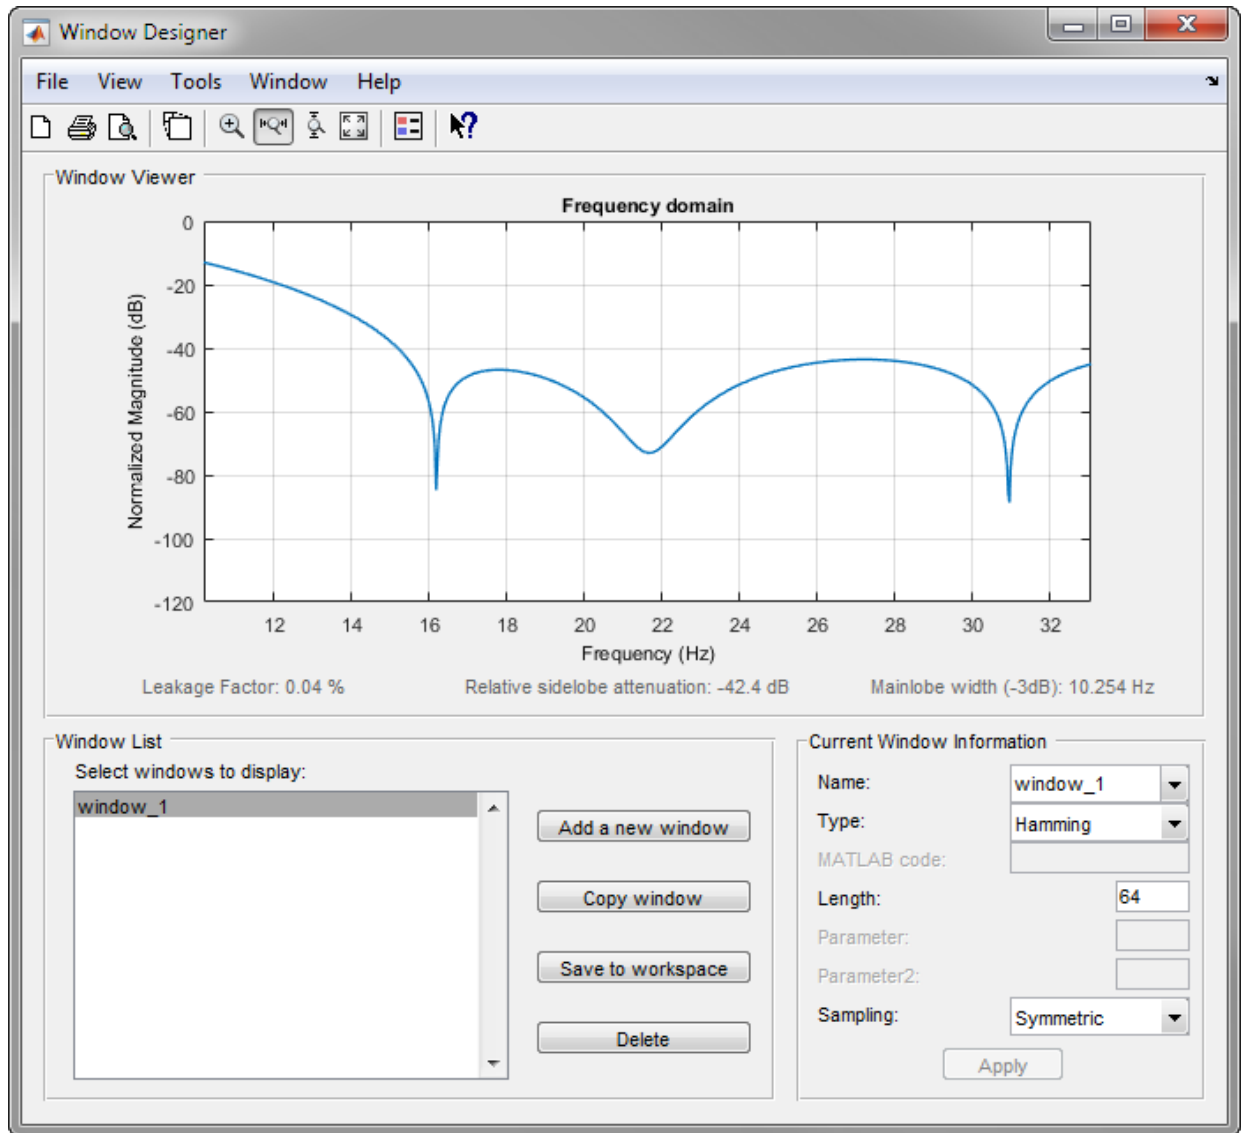 Window Designer
File View Tools Window Help
Window Viewer
Frequency domain
0
-20
-40
-60
-80
-100
-120
Normalized Magnitude (dB)
12 14 16 18 20 22 24 26 28 30 32
Frequency (Hz)
Leakage Factor: 0.04 % Relative sidelobe attenuation: -42.4 dB Mainlobe width (-3dB): 10.254 Hz
Window List
Select windows to display:
window_1
Add a new window
Copy window
Save to workspace
Delete
Current Window Information
Name: window_1
Type: Hamming
MATLAB code:
Length: 64
Parameter:
Parameter2:
Sampling: Symmetric
Apply